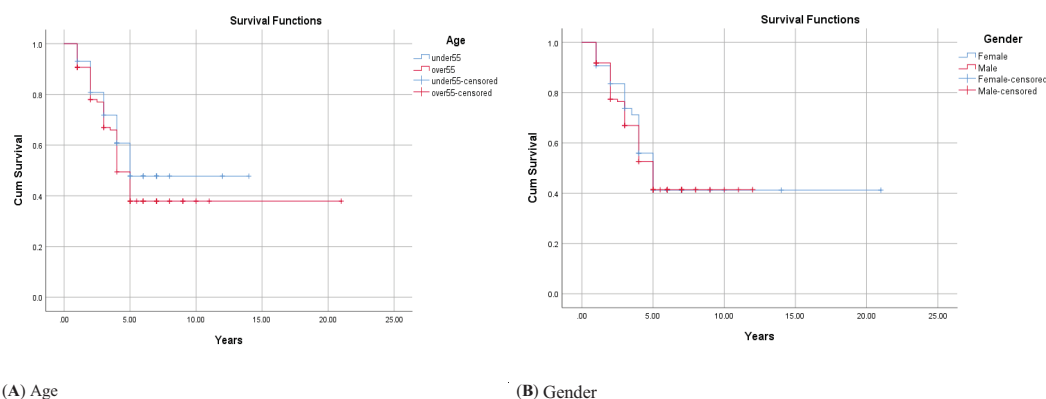 Survival Functions
Age
under55
over55
under55-censored
over55-censored
1.0
0.8
0.6
0.4
0.2
0.0
Cum Survival
.00 5.00 10.00 15.00 20.00 25.00
Years
(A) Age
Survival Functions
Gender
Female
Male
Female-censored
Male-censored
1.0
0.8
0.6
0.4
0.2
0.0
Cum Survival
.00 5.00 10.00 15.00 20.00 25.00
Years
(B) Gender